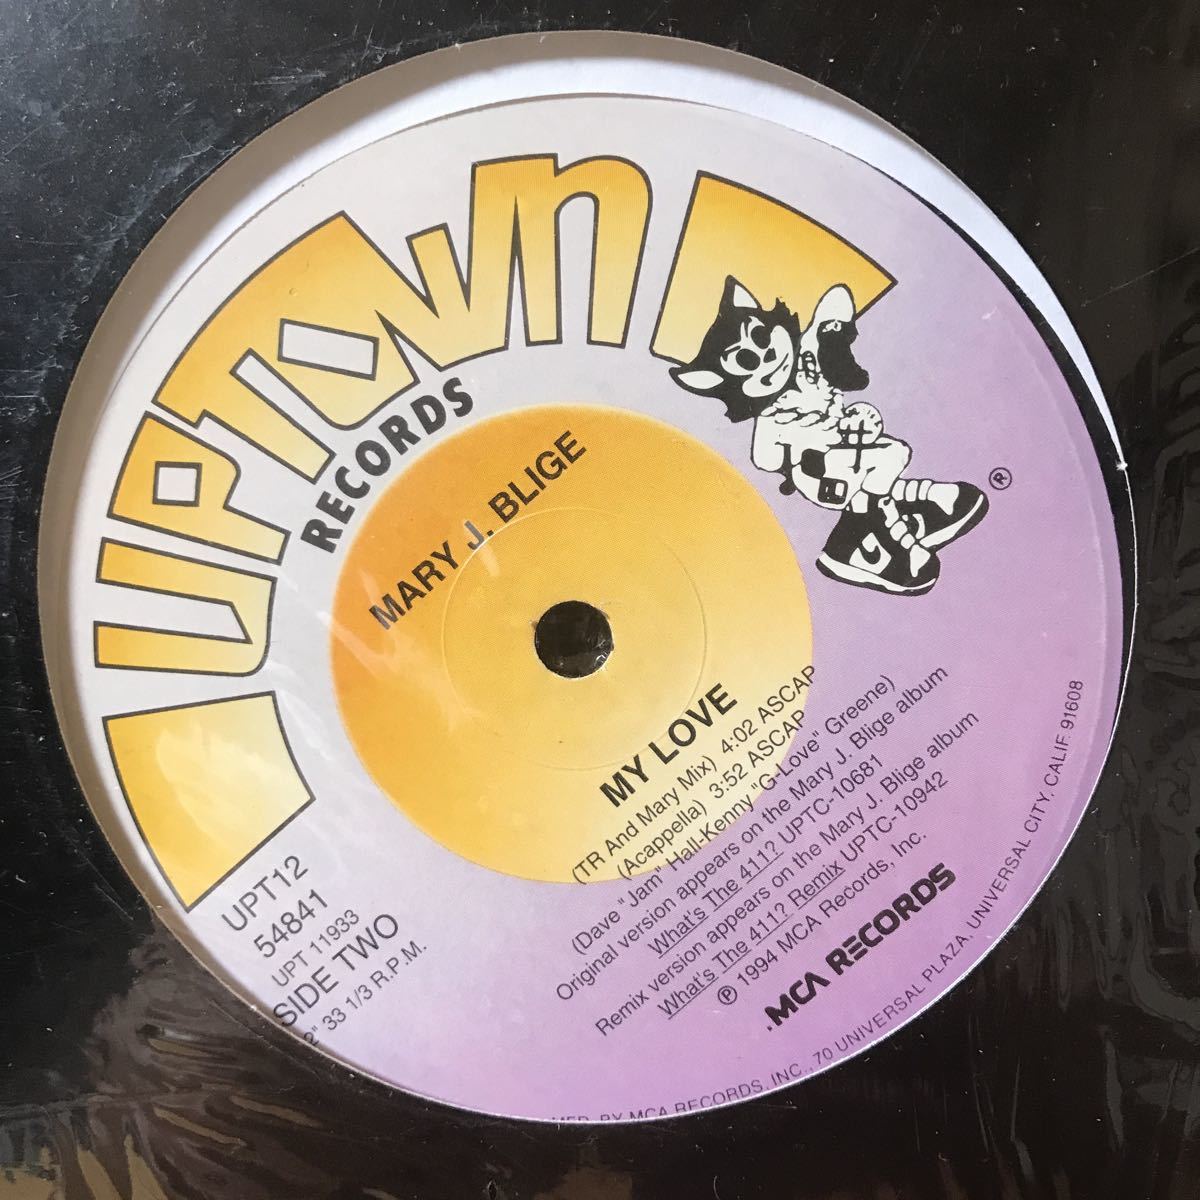 UPTOWN
RECORDS
®
MARY J. BLIGE
MY LOVE
(TR And Mary Mix) 4:02 ASCAP
(Acappella) 3:52 ASCAP
(Dave "Jam" Hall-Kenny "G-Love" Greene)
Original version appears on the Mary J. Blige album
What's The 411? UPTC-10681
Remix version appears on the Mary J. Blige album
What's The 411? Remix UPTC-10942
℗ 1994 MCA Records, Inc.
MCA RECORDS
UPT12
54841
UPT 11933
SIDE TWO
2" 33 1/3 R.P.M.
BY MCA RECORDS, INC., 70 UNIVERSAL PLAZA, UNIVERSAL CITY, CALIF. 91608